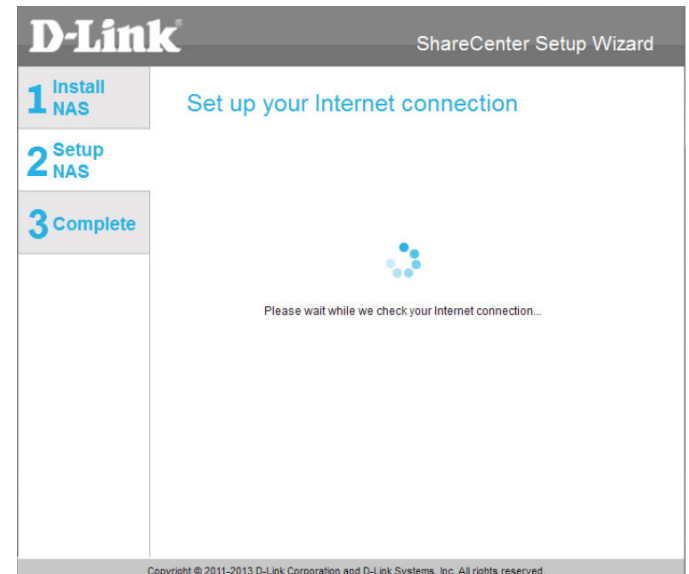 D-Link
ShareCenter Setup Wizard
1 Install
NAS
Set up your Internet connection
2 Setup
NAS
3 Complete
Please wait while we check your Internet connection...
Copyright © 2011-2013 D-Link Corporation and D-Link Systems, Inc. All rights reserved.